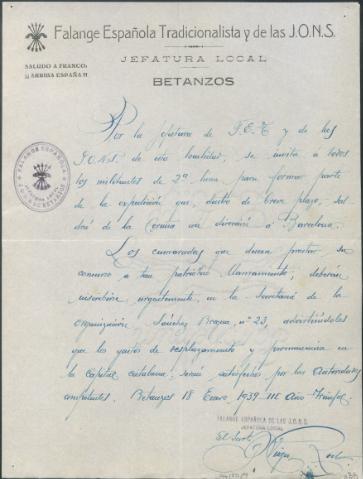 Falange Española Tradicionalista y de las J.O.N.S.
JEFATURA LOCAL
SALUDO A FRANCO:
¡¡ARRIBA ESPAÑA!!
BETANZOS
Por la Jefatura de F.E.T. y de las
J.O.N.S. de esta localidad, se invita a todos
los militantes de 2ª línea para formar parte
de la expedición que, dentro de breve plazo, sal-
drá de la Coruña con dirección a Barcelona.
Los camaradas que deseen prestar su
concurso a tan patriótico llamamiento, deberán
suscribirse urgentemente, en la Secretaría de la
Organización, Sánchez Bregua, nº 23, advirtiéndoles
que los gastos de desplazamiento y permanencia en
la capital catalana, serán satisfechos por las Autoridades
competentes. Betanzos 18 Enero 1939 III Año Triunfal.
FALANGE ESPAÑOLA DE LAS J.O.N.S.
JEFATURA LOCAL
FALANGE ESPAÑOLA
BETANZOS